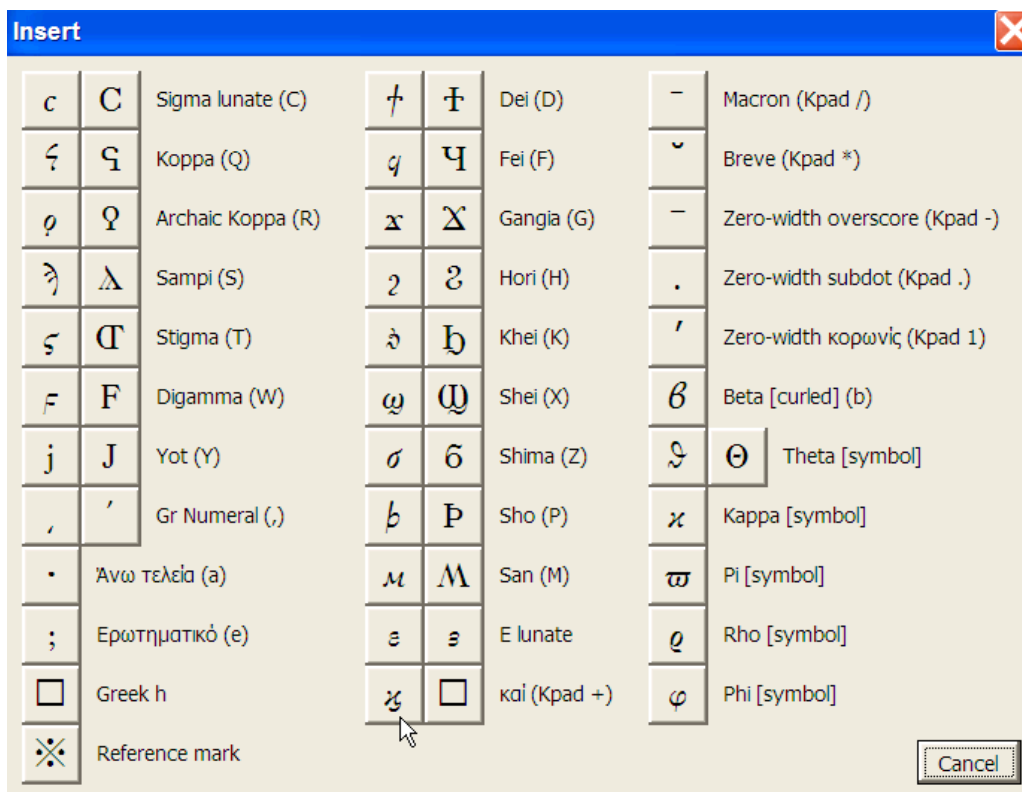 Insert
c C Sigma lunate (C)
ϟ Ϟ Koppa (Q)
ϙ Ϙ Archaic Koppa (R)
ϡ Ϡ Sampi (S)
ϛ Ϛ Stigma (T)
ϝ Ϝ Digamma (W)
j J Yot (Y)
͵ ʹ Gr Numeral (,)
· Άνω τελεία (a)
; Ερωτηματικό (e)
□ Greek h
※ Reference mark
ϯ Ϯ Dei (D)
ϥ Ϥ Fei (F)
ϫ Ϫ Gangia (G)
ϩ Ϩ Hori (H)
ϧ Ϧ Khei (K)
ϣ Ϣ Shei (X)
ϭ Ϭ Shima (Z)
ϸ Ϸ Sho (P)
ϻ Ϻ San (M)
ϵ ϶ E lunate
ϗ □ καί (Kpad +)
¯ Macron (Kpad /)
˘ Breve (Kpad *)
¯ Zero-width overscore (Kpad -)
. Zero-width subdot (Kpad .)
ʼ Zero-width κορωνίς (Kpad 1)
ϐ Beta [curled] (b)
ϑ ϴ Theta [symbol]
ϰ Kappa [symbol]
ϖ Pi [symbol]
ϱ Rho [symbol]
φ Phi [symbol]
Cancel